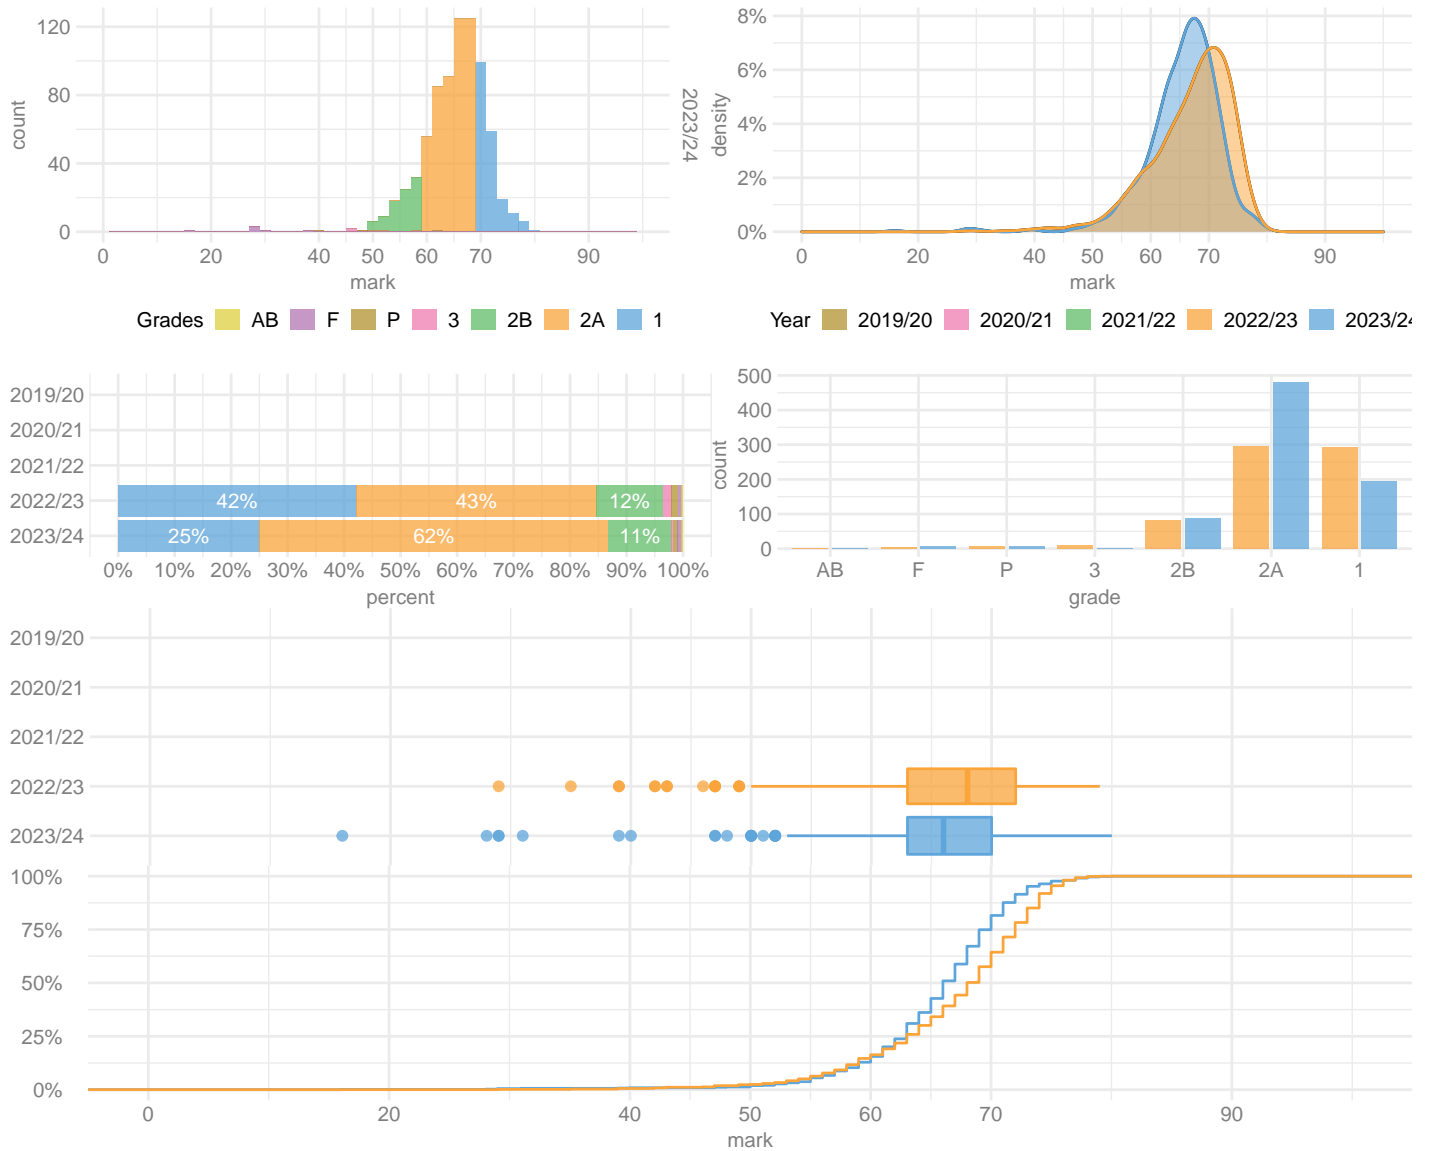 120
80
40
0
count
0 20 40 50 60 70 90
mark
2023/24
Grades AB F P 3 2B 2A 1
8%
6%
4%
2%
0%
density
0 20 40 50 60 70 90
mark
Year 2019/20 2020/21 2021/22 2022/23 2023/24
2019/20
2020/21
2021/22
2022/23 42% 43% 12%
2023/24 25% 62% 11%
0% 10% 20% 30% 40% 50% 60% 70% 80% 90% 100%
percent
500
400
300
200
100
0
count
AB F P 3 2B 2A 1
grade
2019/20
2020/21
2021/22
2022/23
2023/24
100%
75%
50%
25%
0%
0 20 40 50 60 70 90
mark